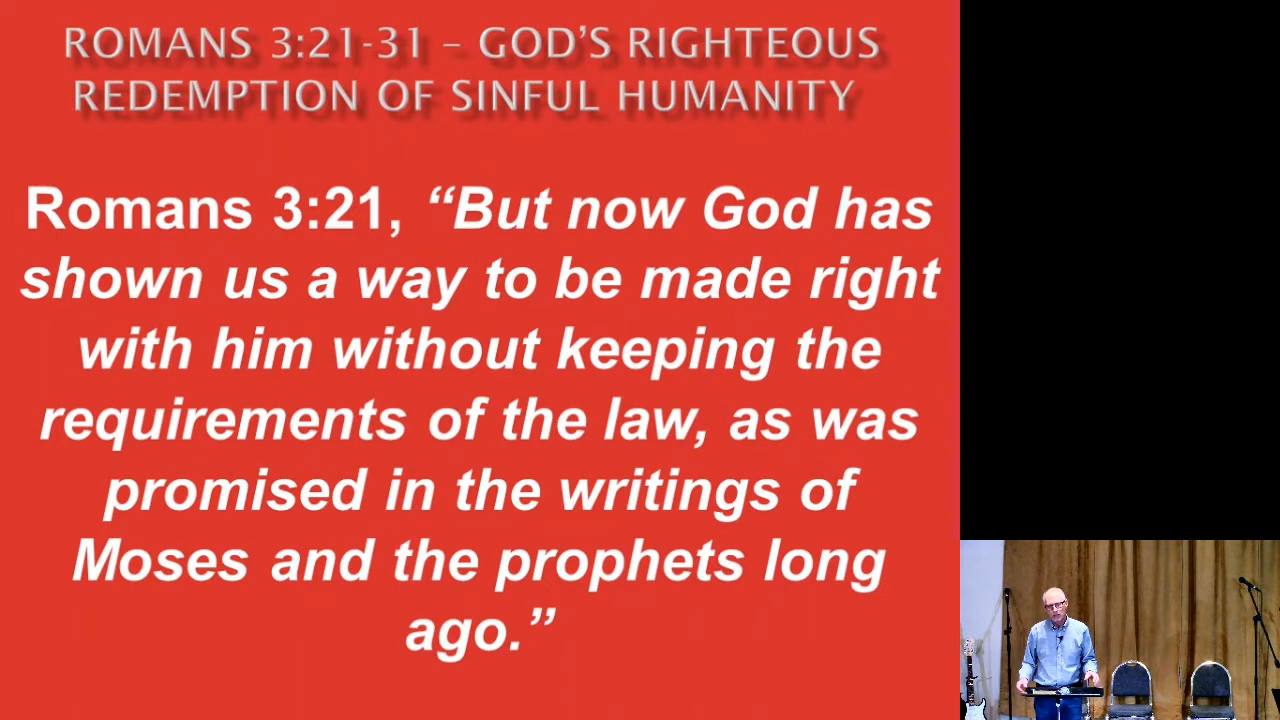 ROMANS 3:21-31 – GOD’S RIGHTEOUS
REDEMPTION OF SINFUL HUMANITY
Romans 3:21, “But now God has
shown us a way to be made right
with him without keeping the
requirements of the law, as was
promised in the writings of
Moses and the prophets long
ago.”